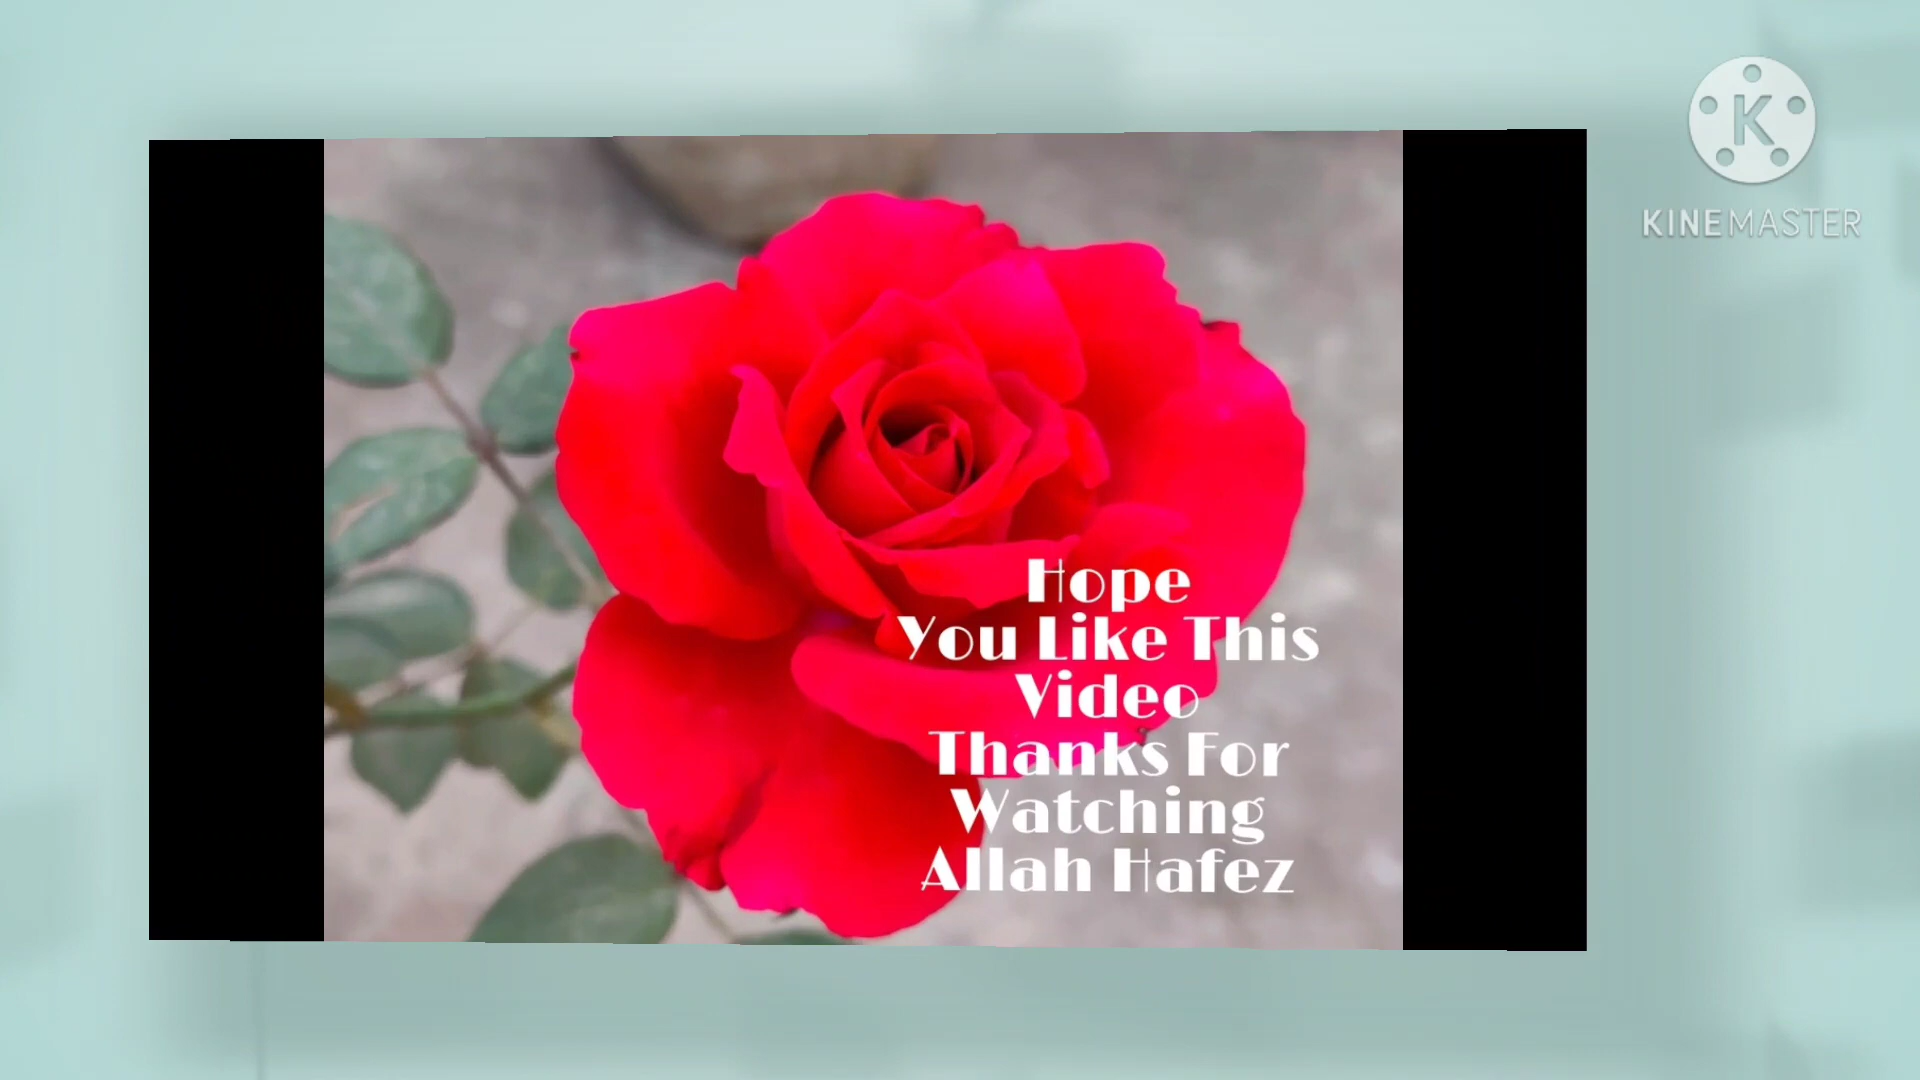 K
KINEMASTER
Hope
You Like This
Video
Thanks For
Watching
Allah Hafez